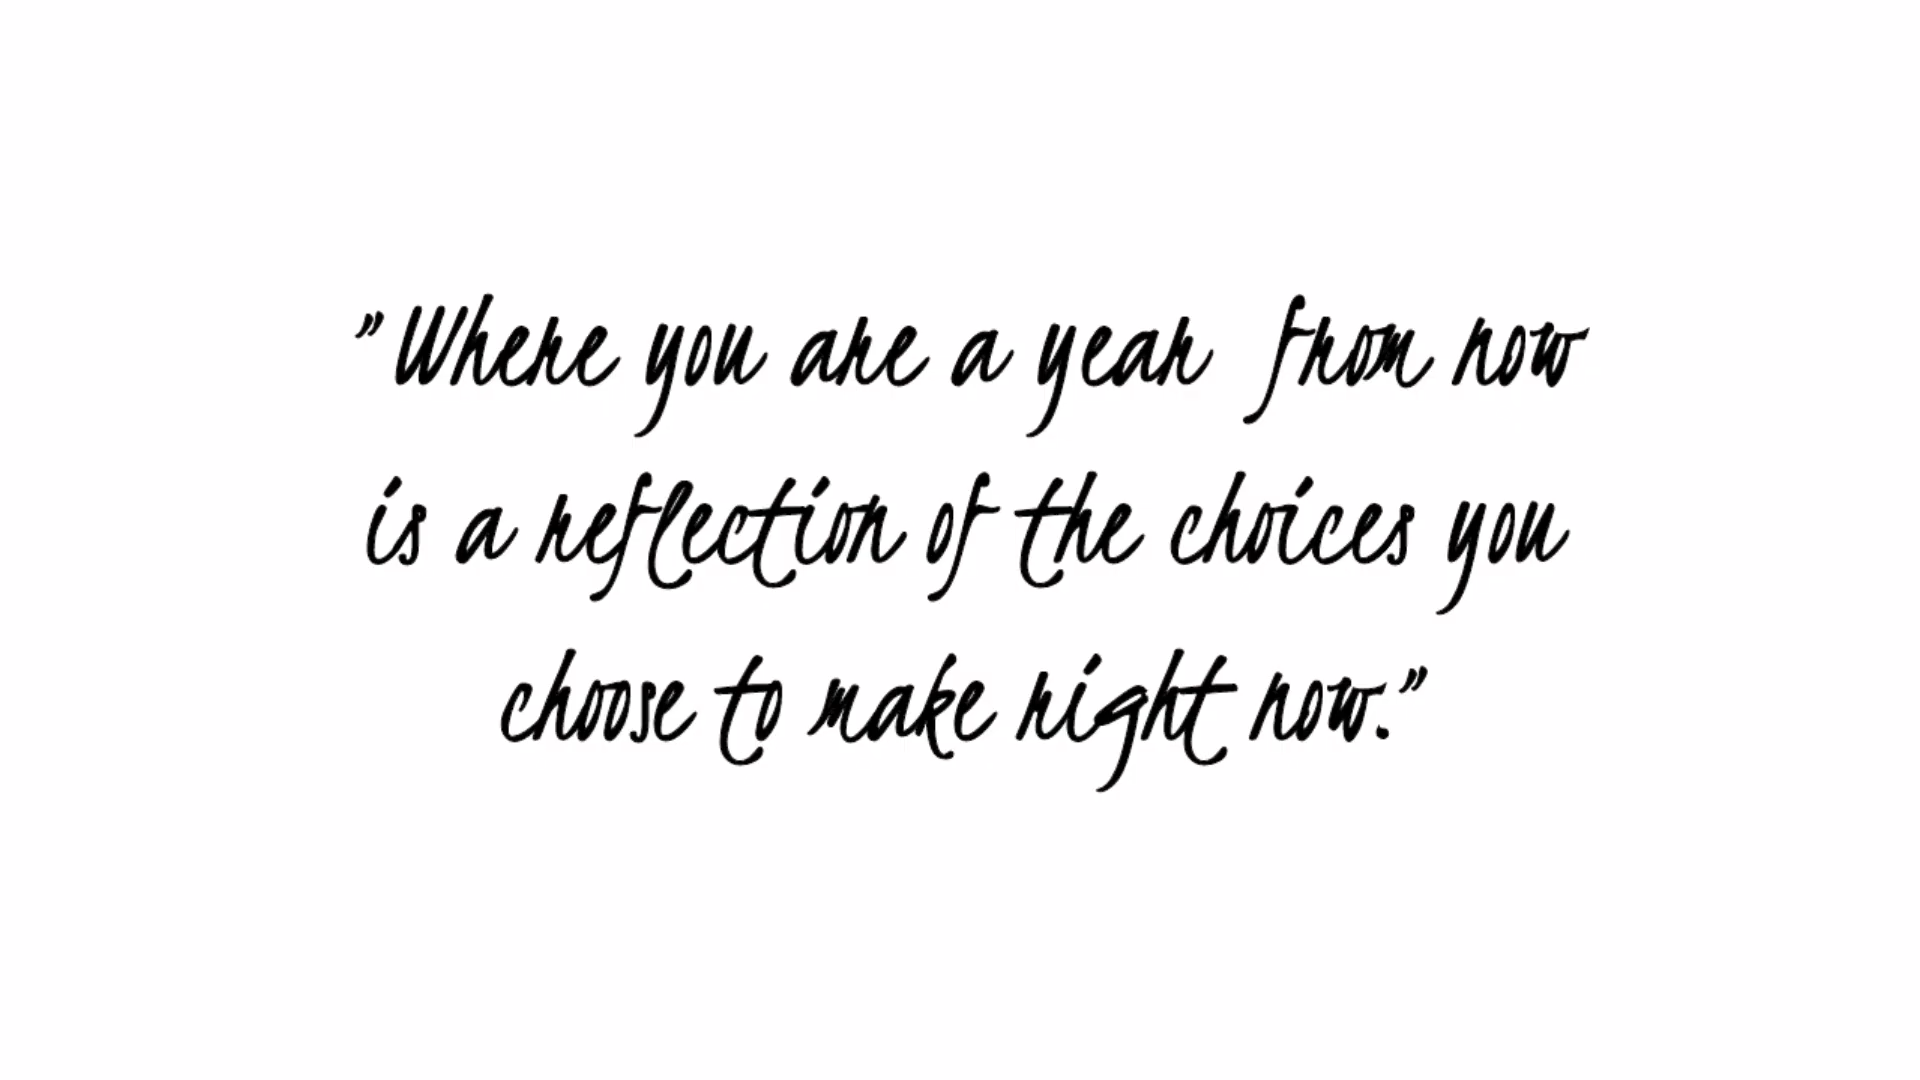 "Where you are a year from now
is a reflection of the choices you
choose to make right now."